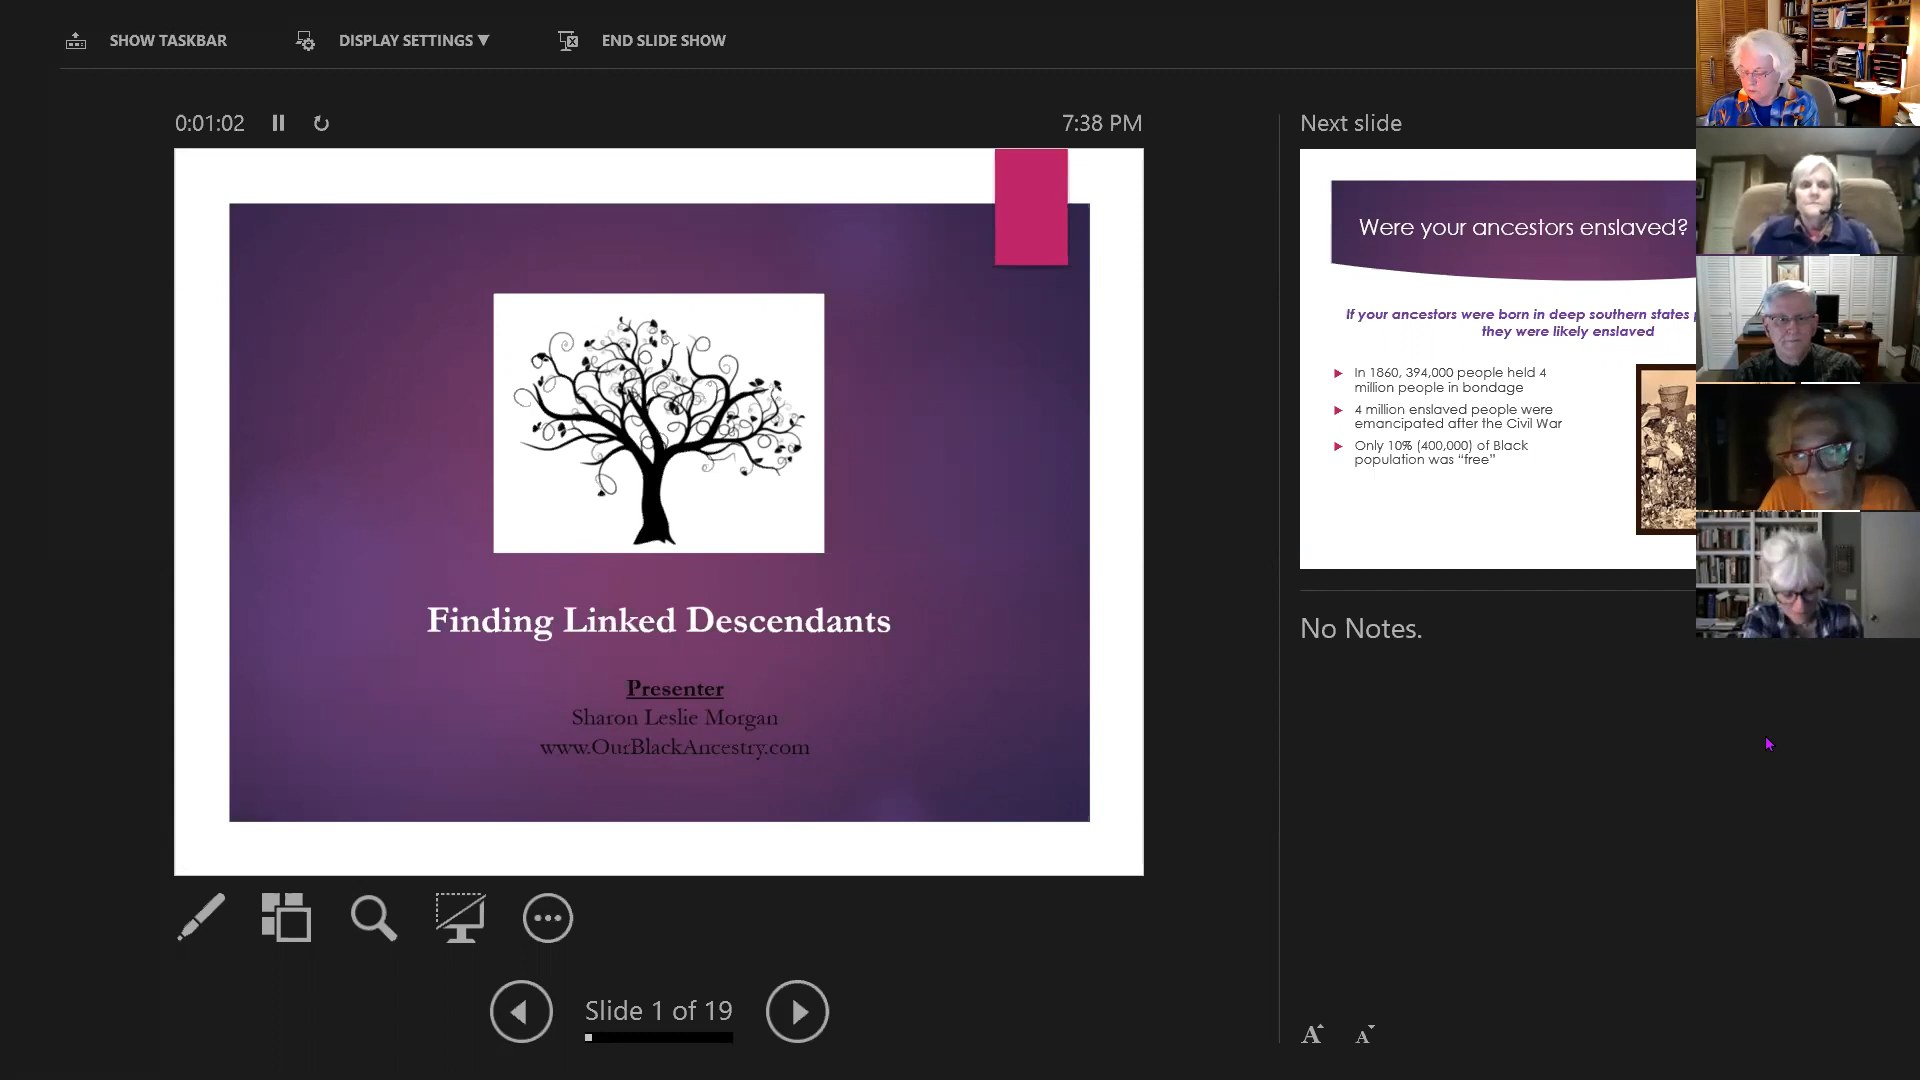 SHOW TASKBAR
DISPLAY SETTINGS ▼
END SLIDE SHOW
0:01:02
7:38 PM
Finding Linked Descendants
Presenter
Sharon Leslie Morgan
www.OurBlackAncestry.com
Slide 1 of 19
Next slide
Were your ancestors enslaved?
If your ancestors were born in deep southern states
they were likely enslaved
In 1860, 394,000 people held 4
million people in bondage
4 million enslaved people were
emancipated after the Civil War
Only 10% (400,000) of Black
population was “free”
No Notes.
A A